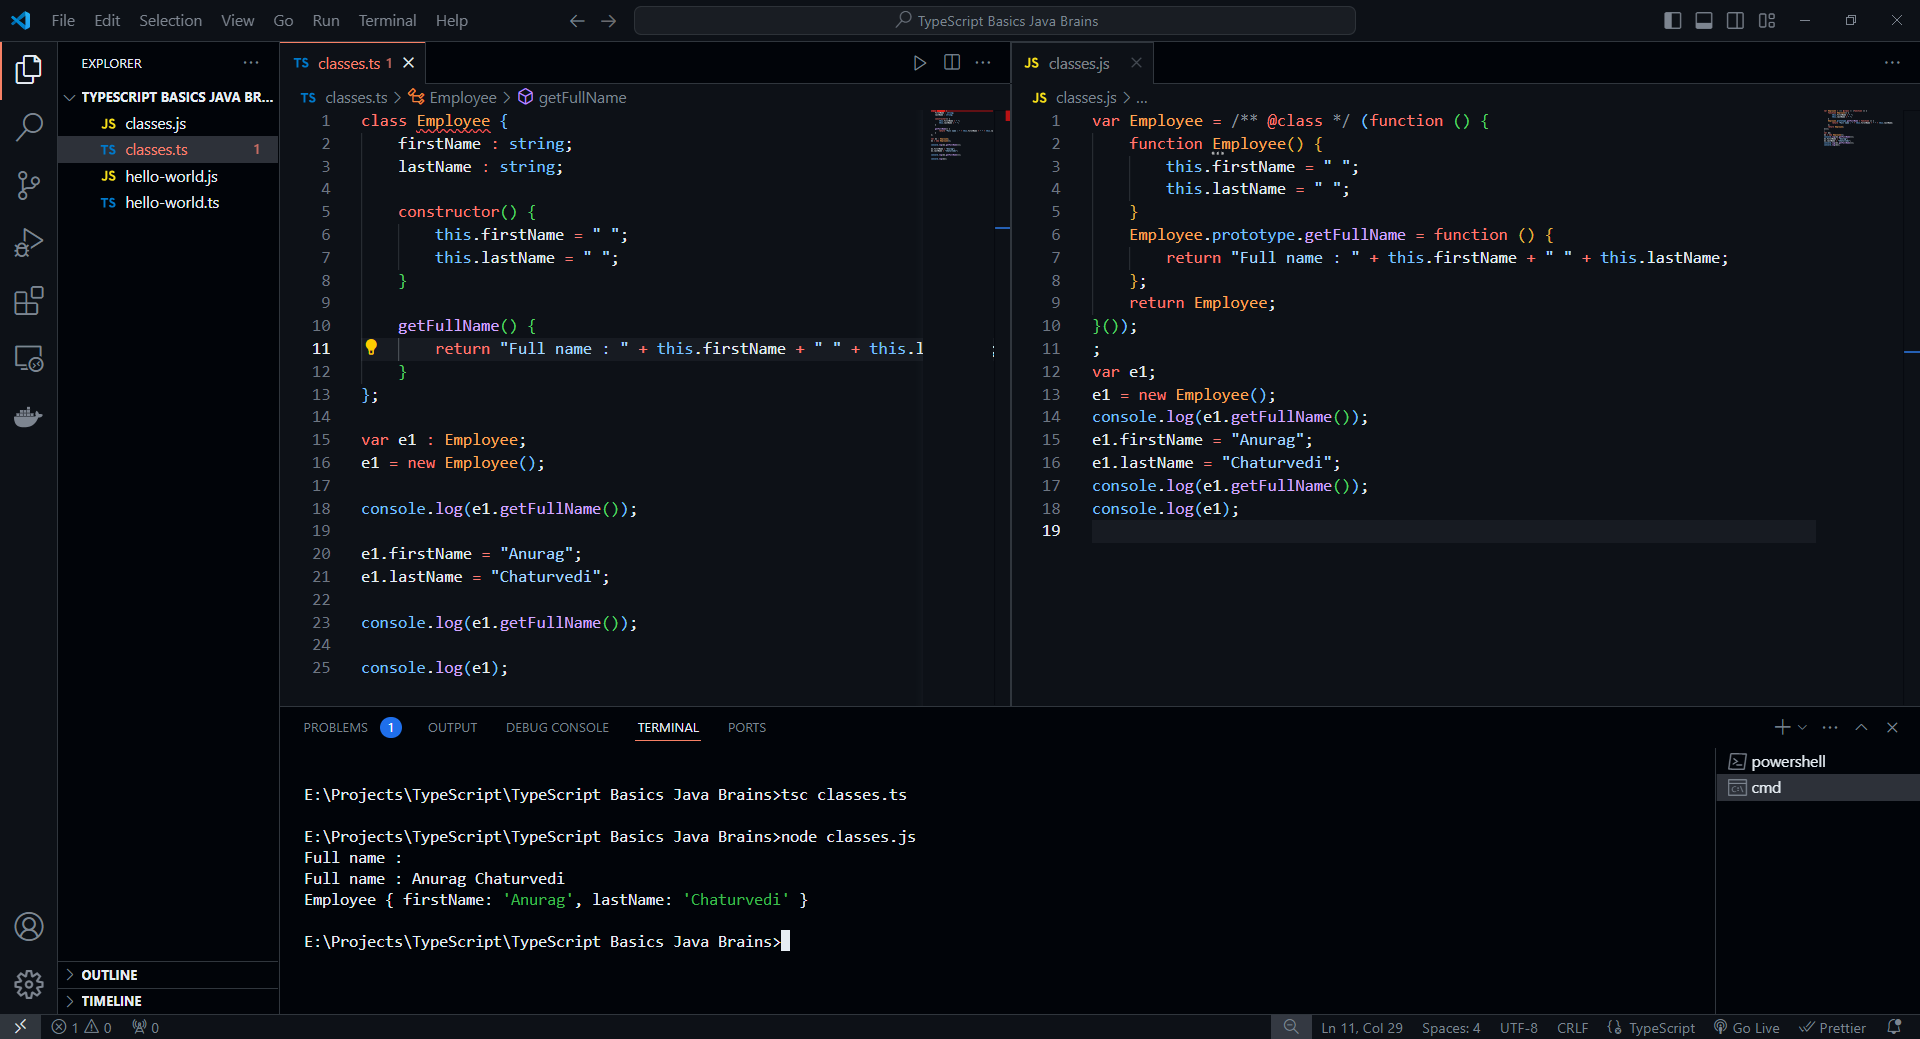 File Edit Selection View Go Run Terminal Help
TypeScript Basics Java Brains
EXPLORER
TYPESCRIPT BASICS JAVA BR...
JS classes.js
TS classes.ts 1
JS hello-world.js
TS hello-world.ts
OUTLINE
TIMELINE
TS classes.ts 1
TS classes.ts > Employee > getFullName
1 class Employee {
2 firstName : string;
3 lastName : string;
4
5 constructor() {
6 this.firstName = " ";
7 this.lastName = " ";
8 }
9
10 getFullName() {
11 return "Full name : " + this.firstName + " " + this.l ;
12 }
13 };
14
15 var e1 : Employee;
16 e1 = new Employee();
17
18 console.log(e1.getFullName());
19
20 e1.firstName = "Anurag";
21 e1.lastName = "Chaturvedi";
22
23 console.log(e1.getFullName());
24
25 console.log(e1);
JS classes.js
JS classes.js > ...
1 var Employee = /** @class */ (function () {
2 function Employee() {
3 this.firstName = " ";
4 this.lastName = " ";
5 }
6 Employee.prototype.getFullName = function () {
7 return "Full name : " + this.firstName + " " + this.lastName;
8 };
9 return Employee;
10 }());
11 ;
12 var e1;
13 e1 = new Employee();
14 console.log(e1.getFullName());
15 e1.firstName = "Anurag";
16 e1.lastName = "Chaturvedi";
17 console.log(e1.getFullName());
18 console.log(e1);
19
PROBLEMS 1 OUTPUT DEBUG CONSOLE TERMINAL PORTS
E:\Projects\TypeScript\TypeScript Basics Java Brains>tsc classes.ts
E:\Projects\TypeScript\TypeScript Basics Java Brains>node classes.js
Full name :
Full name : Anurag Chaturvedi
Employee { firstName: 'Anurag', lastName: 'Chaturvedi' }
E:\Projects\TypeScript\TypeScript Basics Java Brains>
powershell
cmd
1 0 0 Ln 11, Col 29 Spaces: 4 UTF-8 CRLF TypeScript Go Live Prettier